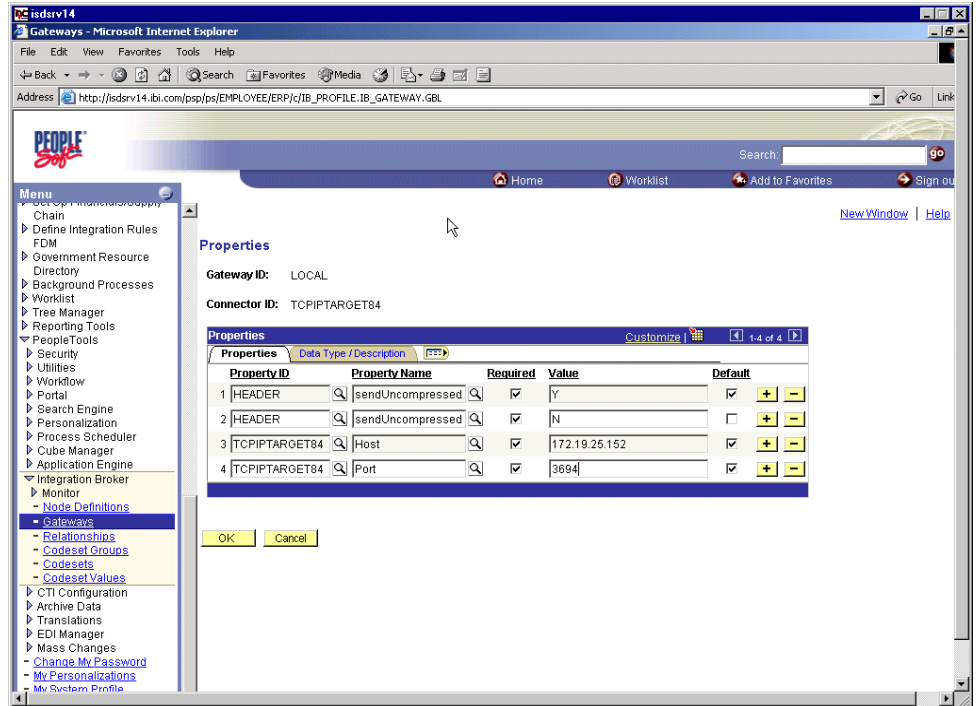 isdsrv14
Gateways - Microsoft Internet Explorer
File Edit View Favorites Tools Help
Back Search Favorites Media
Address http://isdsrv14.ibi.com/psp/ps/EMPLOYEE/ERP/c/IB_PROFILE.IB_GATEWAY.GBL Go Link
PEOPLE Soft
Search: go
Home Worklist Add to Favorites Sign ou
Menu
New Window | Help
Chain
Define Integration Rules
FDM
Government Resource
Directory
Background Processes
Worklist
Tree Manager
Reporting Tools
PeopleTools
Security
Utilities
Workflow
Portal
Search Engine
Personalization
Process Scheduler
Cube Manager
Application Engine
Integration Broker
Monitor
Node Definitions
Gateways
Relationships
Codeset Groups
Codesets
Codeset Values
CTI Configuration
Archive Data
Translations
EDI Manager
Mass Changes
Change My Password
My Personalizations
My System Profile
Properties
Gateway ID: LOCAL
Connector ID: TCPIPTARGET84
Properties Customize | 1-4 of 4
Properties Data Type / Description
Property ID Property Name Required Value Default
1 HEADER sendUncompressed Y + −
2 HEADER sendUncompressed N + −
3 TCPIPTARGET84 Host 172.19.25.152 + −
4 TCPIPTARGET84 Port 3694 + −
OK Cancel